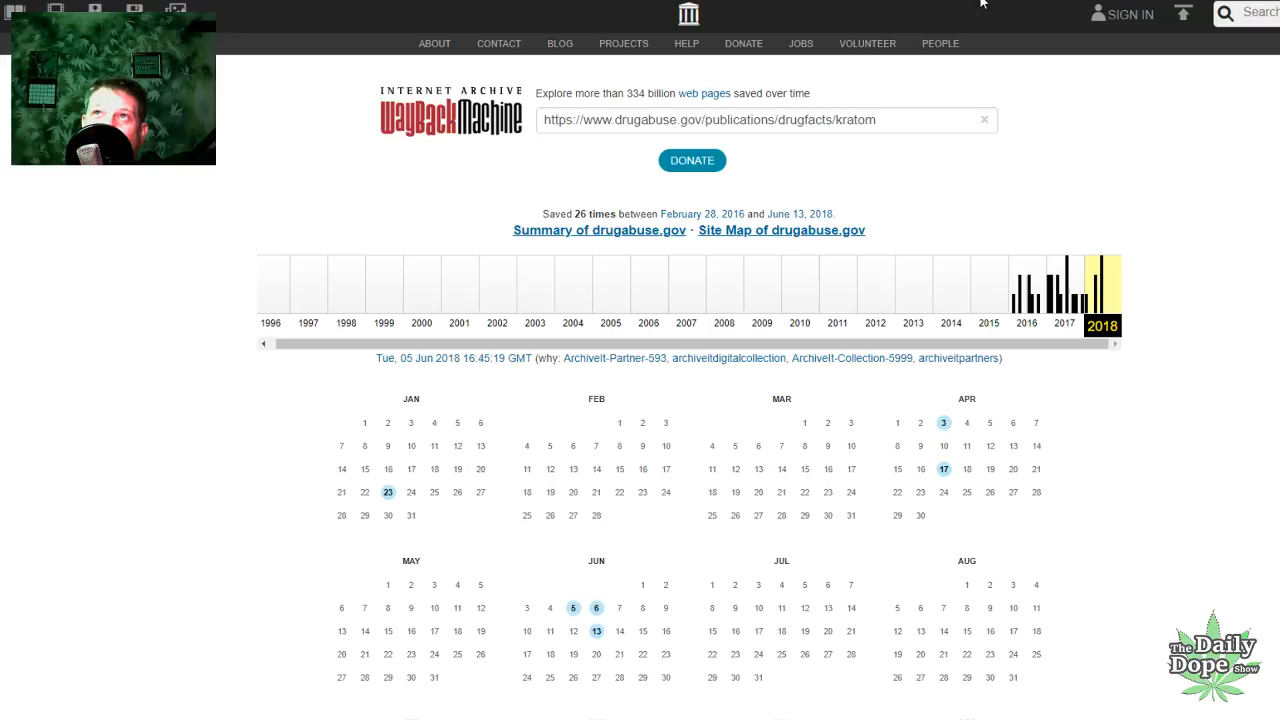 SIGN IN
Search
ABOUT CONTACT BLOG PROJECTS HELP DONATE JOBS VOLUNTEER PEOPLE
INTERNET ARCHIVE
WayBackMachine
Explore more than 334 billion web pages saved over time
https://www.drugabuse.gov/publications/drugfacts/kratom
DONATE
Saved 26 times between February 28, 2016 and June 13, 2018.
Summary of drugabuse.gov · Site Map of drugabuse.gov
1996 1997 1998 1999 2000 2001 2002 2003 2004 2005 2006 2007 2008 2009 2010 2011 2012 2013 2014 2015 2016 2017 2018
Tue, 05 Jun 2018 16:45:19 GMT (why: ArchiveIt-Partner-593, archiveitdigitalcollection, ArchiveIt-Collection-5999, archiveitpartners)
JAN FEB MAR APR
1 2 3 4 5 6 1 2 3 1 2 3 1 2 3 4 5 6 7
7 8 9 10 11 12 13 4 5 6 7 8 9 10 4 5 6 7 8 9 10 8 9 10 11 12 13 14
14 15 16 17 18 19 20 11 12 13 14 15 16 17 11 12 13 14 15 16 17 15 16 17 18 19 20 21
21 22 23 24 25 26 27 18 19 20 21 22 23 24 18 19 20 21 22 23 24 22 23 24 25 26 27 28
28 29 30 31 25 26 27 28 25 26 27 28 29 30 31 29 30
MAY JUN JUL AUG
1 2 3 4 5 1 2 1 2 3 4 5 6 7 1 2 3 4
6 7 8 9 10 11 12 3 4 5 6 7 8 9 8 9 10 11 12 13 14 5 6 7 8 9 10 11
13 14 15 16 17 18 19 10 11 12 13 14 15 16 15 16 17 18 19 20 21 12 13 14 15 16 17 18
20 21 22 23 24 25 26 17 18 19 20 21 22 23 22 23 24 25 26 27 28 19 20 21 22 23 24 25
27 28 29 30 31 24 25 26 27 28 29 30 29 30 31 26 27 28 29 30 31
The Daily
Dope Show